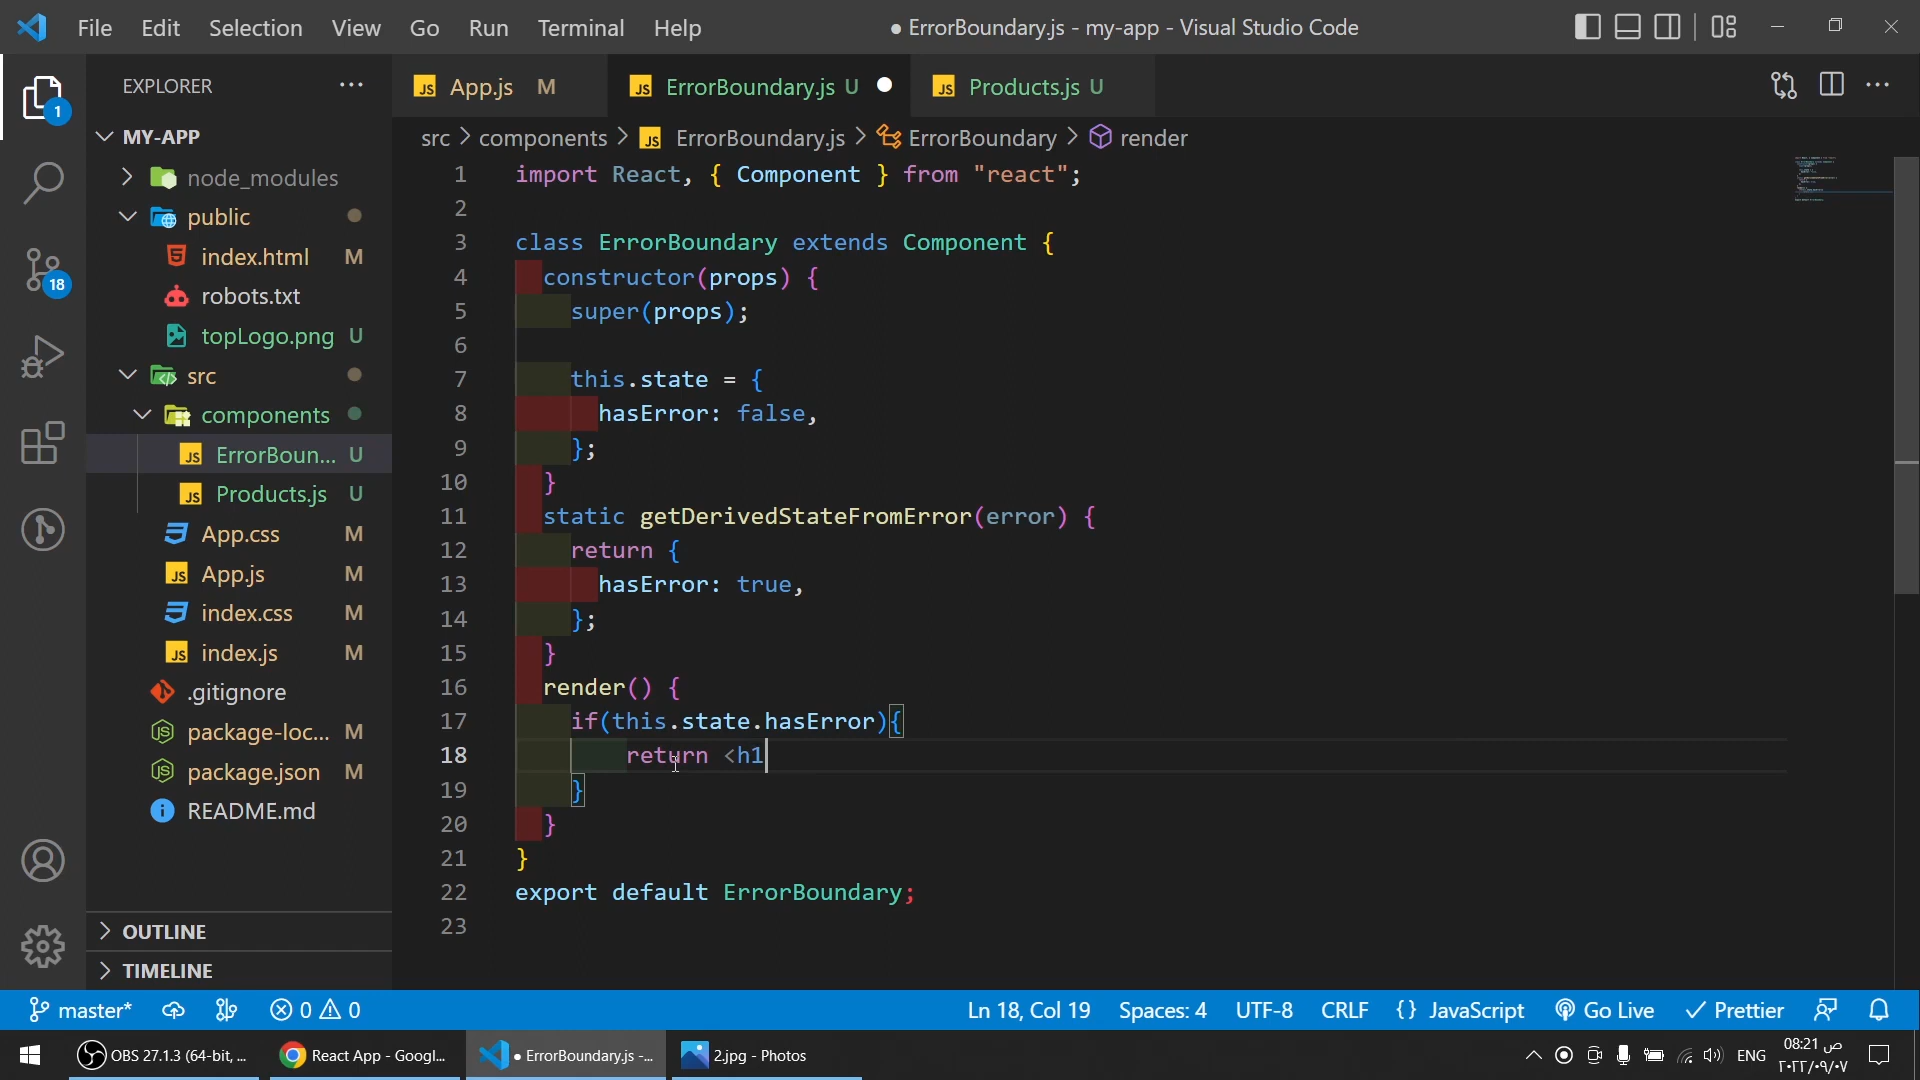 File Edit Selection View Go Run Terminal Help
● ErrorBoundary.js - my-app - Visual Studio Code
EXPLORER
App.js M
ErrorBoundary.js U
Products.js U
src > components > ErrorBoundary.js > ErrorBoundary > render
1
MY-APP
node_modules
public
index.html M
robots.txt
topLogo.png U
src
components
ErrorBoun... U
Products.js U
App.css M
App.js M
index.css M
index.js M
.gitignore
package-loc... M
package.json M
README.md
OUTLINE
TIMELINE
18
1 import React, { Component } from "react";
2
3 class ErrorBoundary extends Component {
4 constructor(props) {
5 super(props);
6
7 this.state = {
8 hasError: false,
9 };
10 }
11 static getDerivedStateFromError(error) {
12 return {
13 hasError: true,
14 };
15 }
16 render() {
17 if(this.state.hasError){
18 return <h1
19 }
20 }
21 }
22 export default ErrorBoundary;
23
master* 0 0
Ln 18, Col 19 Spaces: 4 UTF-8 CRLF {} JavaScript Go Live Prettier
OBS 27.1.3 (64-bit, ...
React App - Googl...
● ErrorBoundary.js -...
2.jpg - Photos
ENG
08:21 ص
٢٠٢٢/٠٩/٠٧